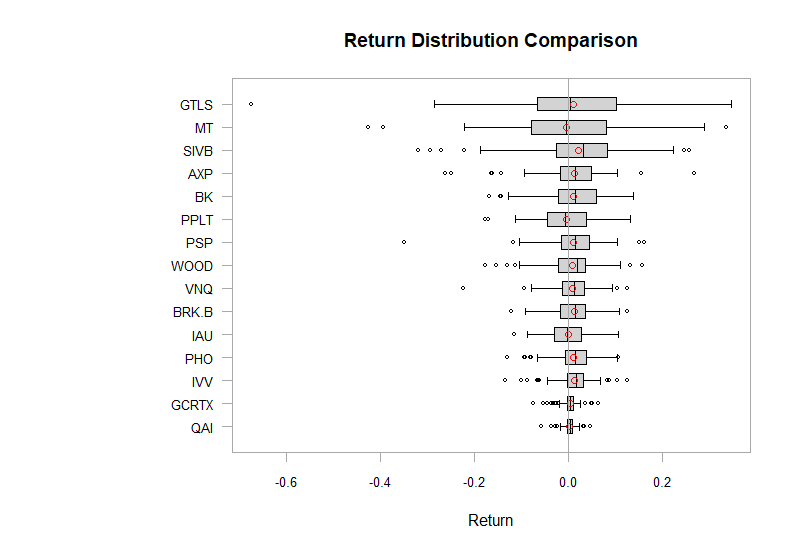 Return Distribution Comparison
GTLS
MT
SIVB
AXP
BK
PPLT
PSP
WOOD
VNQ
BRK.B
IAU
PHO
IVV
GCRTX
QAI
-0.6 -0.4 -0.2 0.0 0.2
Return